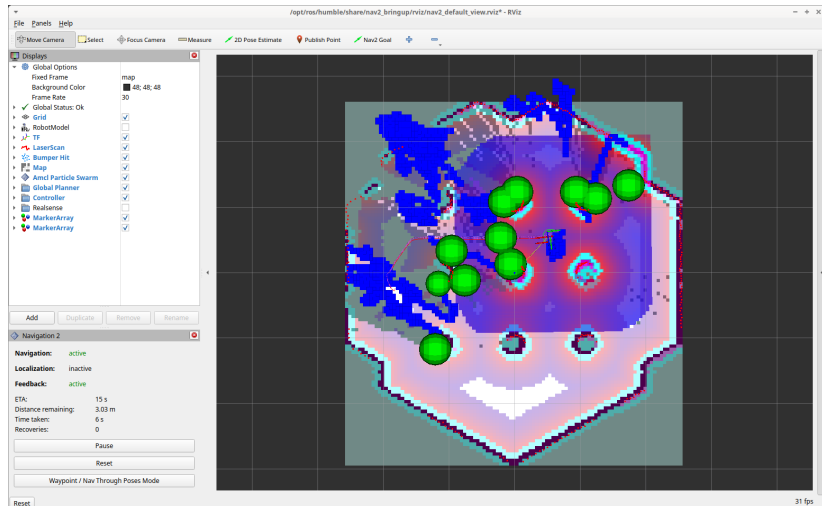 /opt/ros/humble/share/nav2_bringup/rviz/nav2_default_view.rviz* - RViz
File Panels Help
Move Camera Select Focus Camera Measure 2D Pose Estimate Publish Point Nav2 Goal
Displays
Global Options
Fixed Frame map
Background Color 48; 48; 48
Frame Rate 30
Global Status: Ok
Grid
RobotModel
TF
LaserScan
Bumper Hit
Map
Amcl Particle Swarm
Global Planner
Controller
Realsense
MarkerArray
MarkerArray
Add Duplicate Remove Rename
Navigation 2
Navigation: active
Localization: inactive
Feedback: active
ETA: 15 s
Distance remaining: 3.03 m
Time taken: 6 s
Recoveries: 0
Pause
Reset
Waypoint / Nav Through Poses Mode
Reset
31 fps